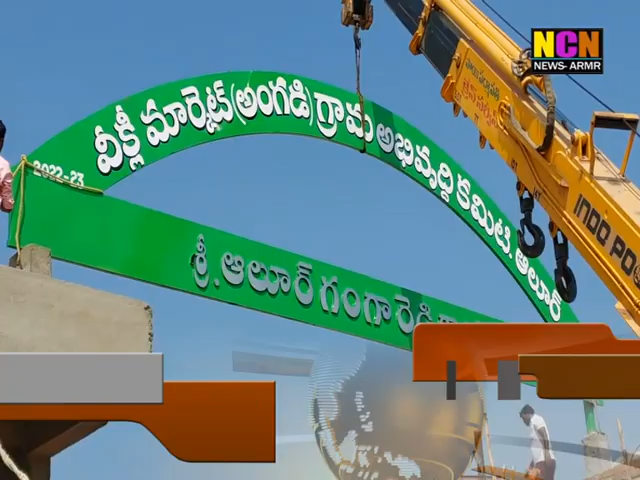 NCN
NEWS- ARMR
వీక్లీ మార్కెట్ (అంగడి) గ్రామ అభివృద్ధి కమిటి. ఆలూర్
2022-23
శ్రీ. ఆలూర్ గంగారెడ్డి
INDO PO